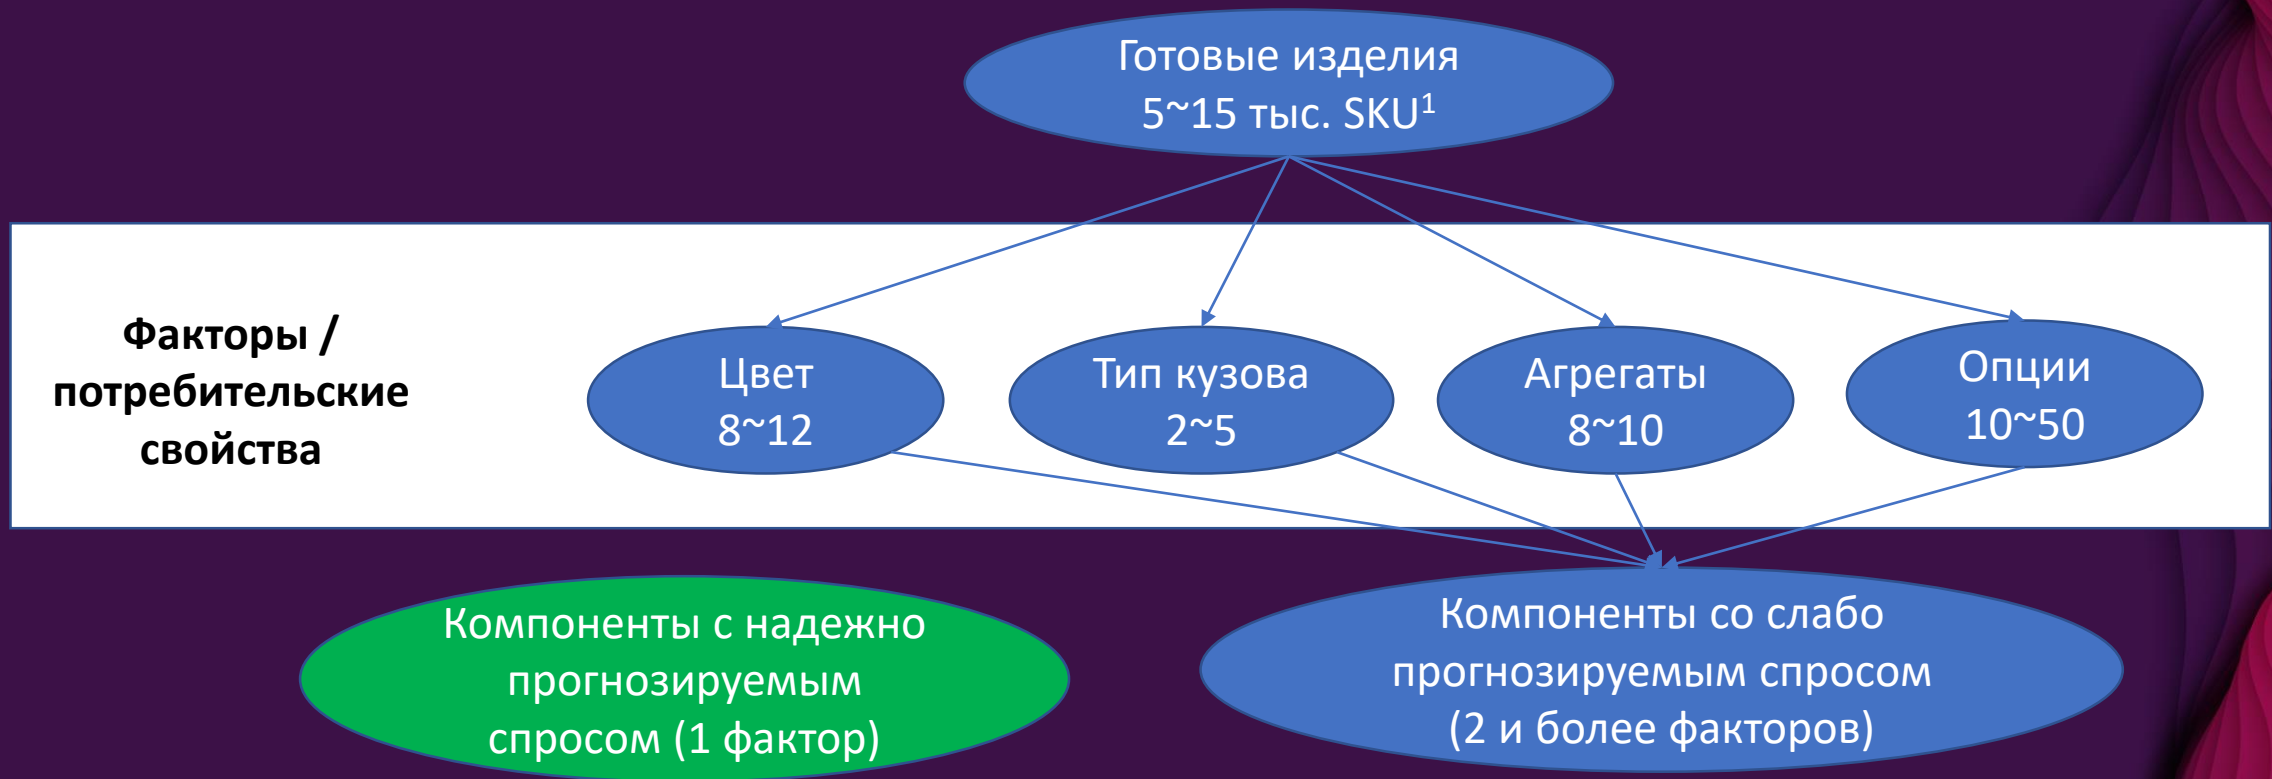 Готовые изделия
5~15 тыс. SKU¹
Факторы /
потребительские
свойства
Цвет
8~12
Тип кузова
2~5
Агрегаты
8~10
Опции
10~50
Компоненты с надежно
прогнозируемым
спросом (1 фактор)
Компоненты со слабо
прогнозируемым спросом
(2 и более факторов)